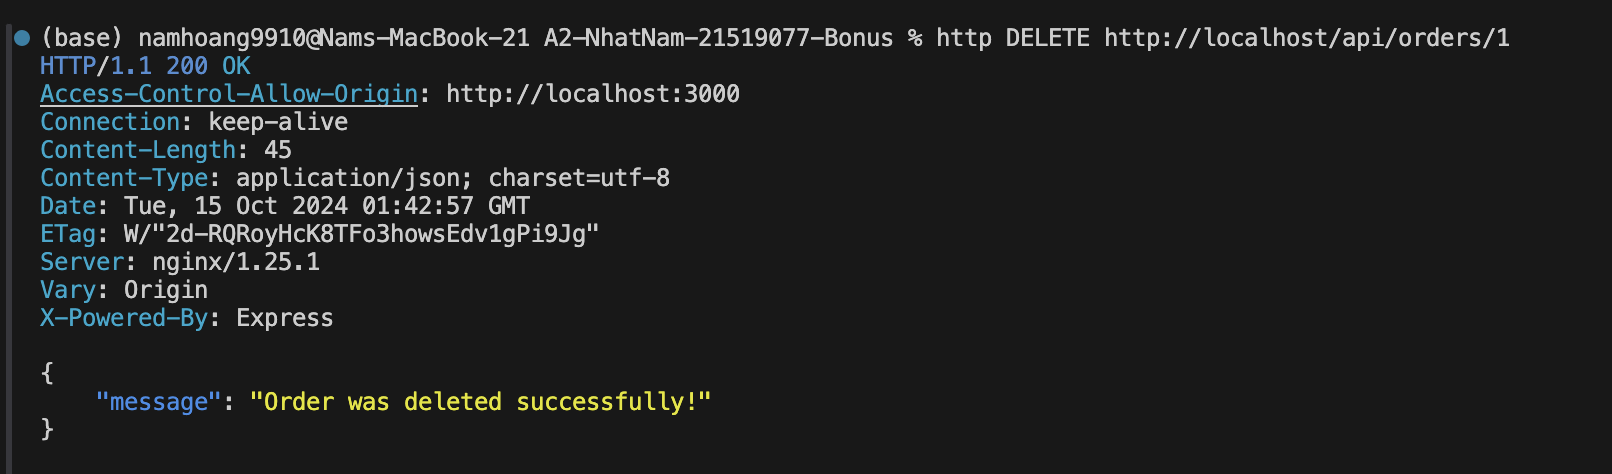 (base) namhoang9910@Nams-MacBook-21 A2-NhatNam-21519077-Bonus % http DELETE http://localhost/api/orders/1
HTTP/1.1 200 OK
Access-Control-Allow-Origin: http://localhost:3000
Connection: keep-alive
Content-Length: 45
Content-Type: application/json; charset=utf-8
Date: Tue, 15 Oct 2024 01:42:57 GMT
ETag: W/"2d-RQRoyHcK8TFo3howsEdv1gPi9Jg"
Server: nginx/1.25.1
Vary: Origin
X-Powered-By: Express
{
    "message": "Order was deleted successfully!"
}